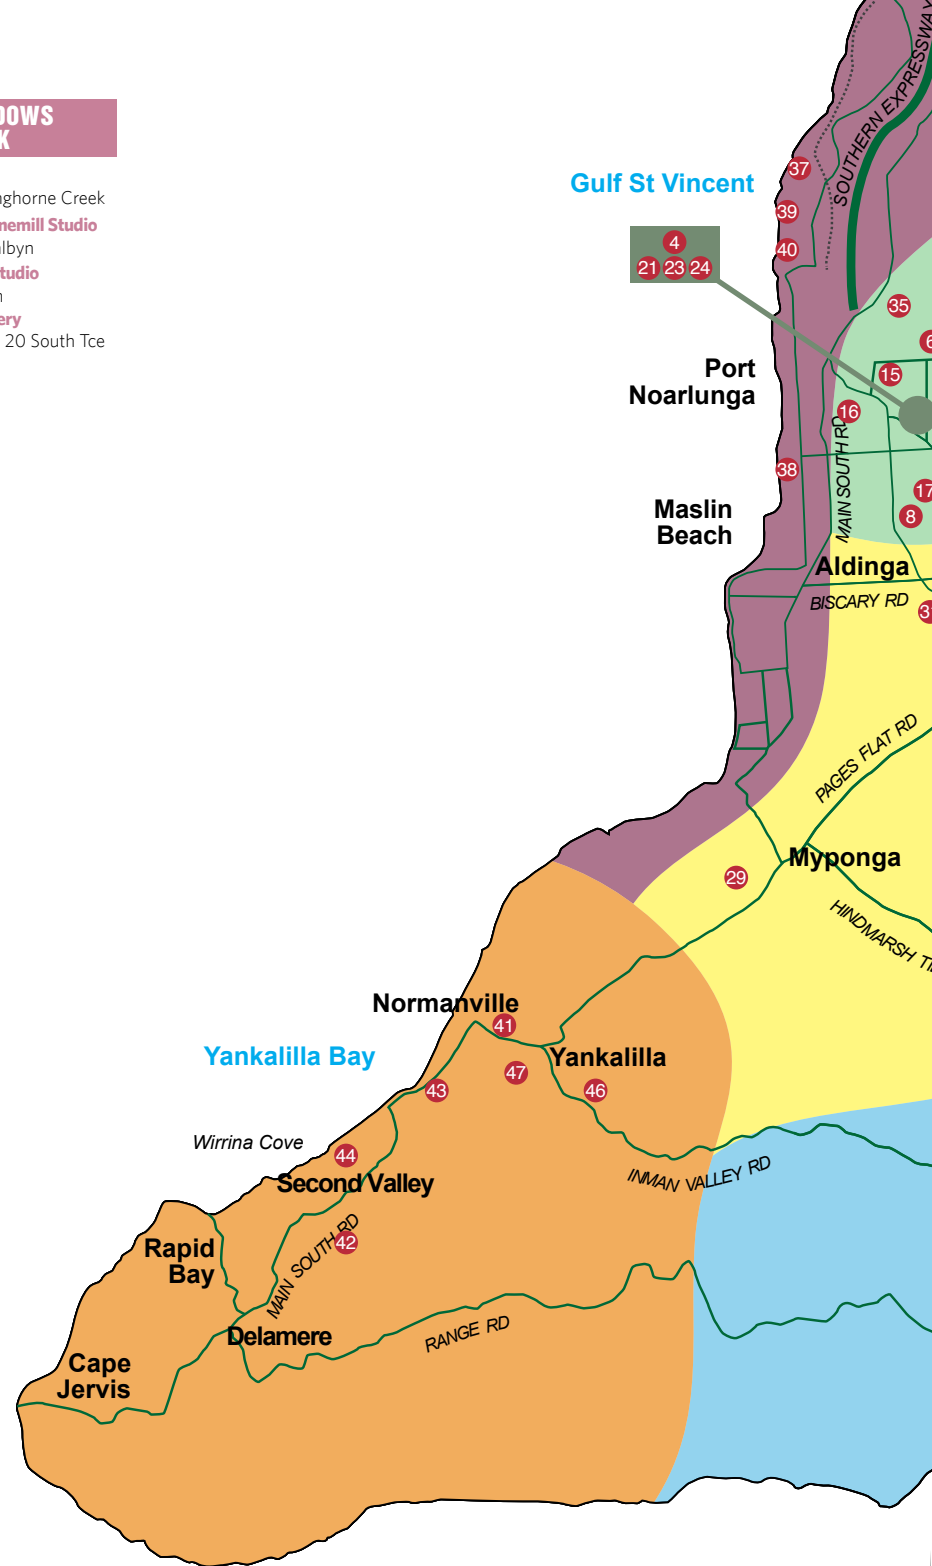 DOWS
K
nghorne Creek
nemill Studio
lbyn
tudio
n
ery
20 South Tce
SOUTHERN EXPRESSWAY
37
Gulf St Vincent
39
4
40
21 23 24
35
6
Port
Noarlunga
15
16
MAIN SOUTH RD
38
17
Maslin
Beach
8
Aldinga
BISCARY RD
PAGES FLAT RD
Myponga
29
HINDMARSH
Normanville
41
Yankalilla Bay
Yankalilla
47
43
46
Wirrina Cove
44
Second Valley
INMAN VALLEY RD
MAIN SOUTH RD
42
Rapid
Bay
Delamere
RANGE RD
Cape
Jervis